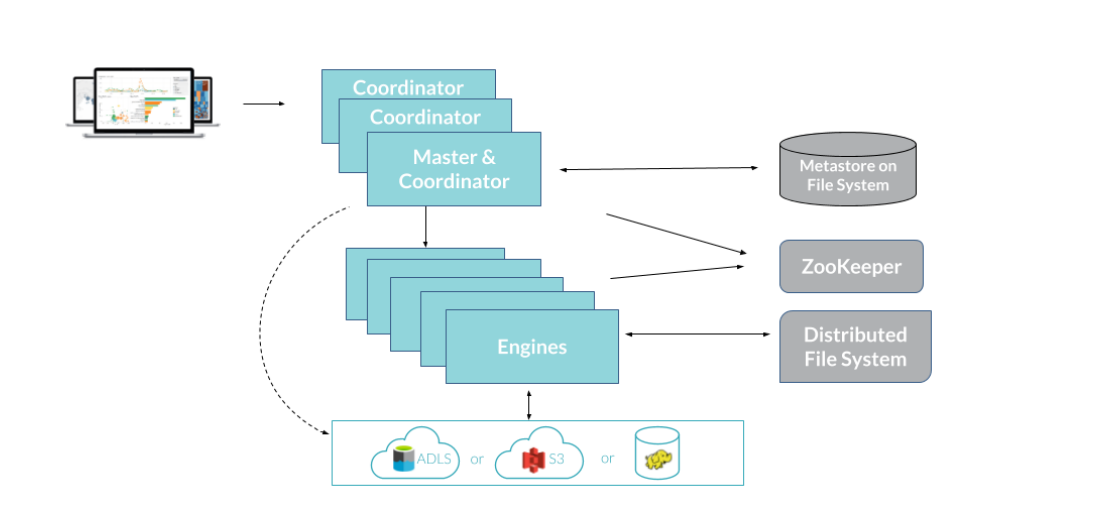 Coordinator
Coordinator
Master &
Coordinator
Metastore on
File System
ZooKeeper
Distributed
File System
Engines
ADLS
or
S3
or